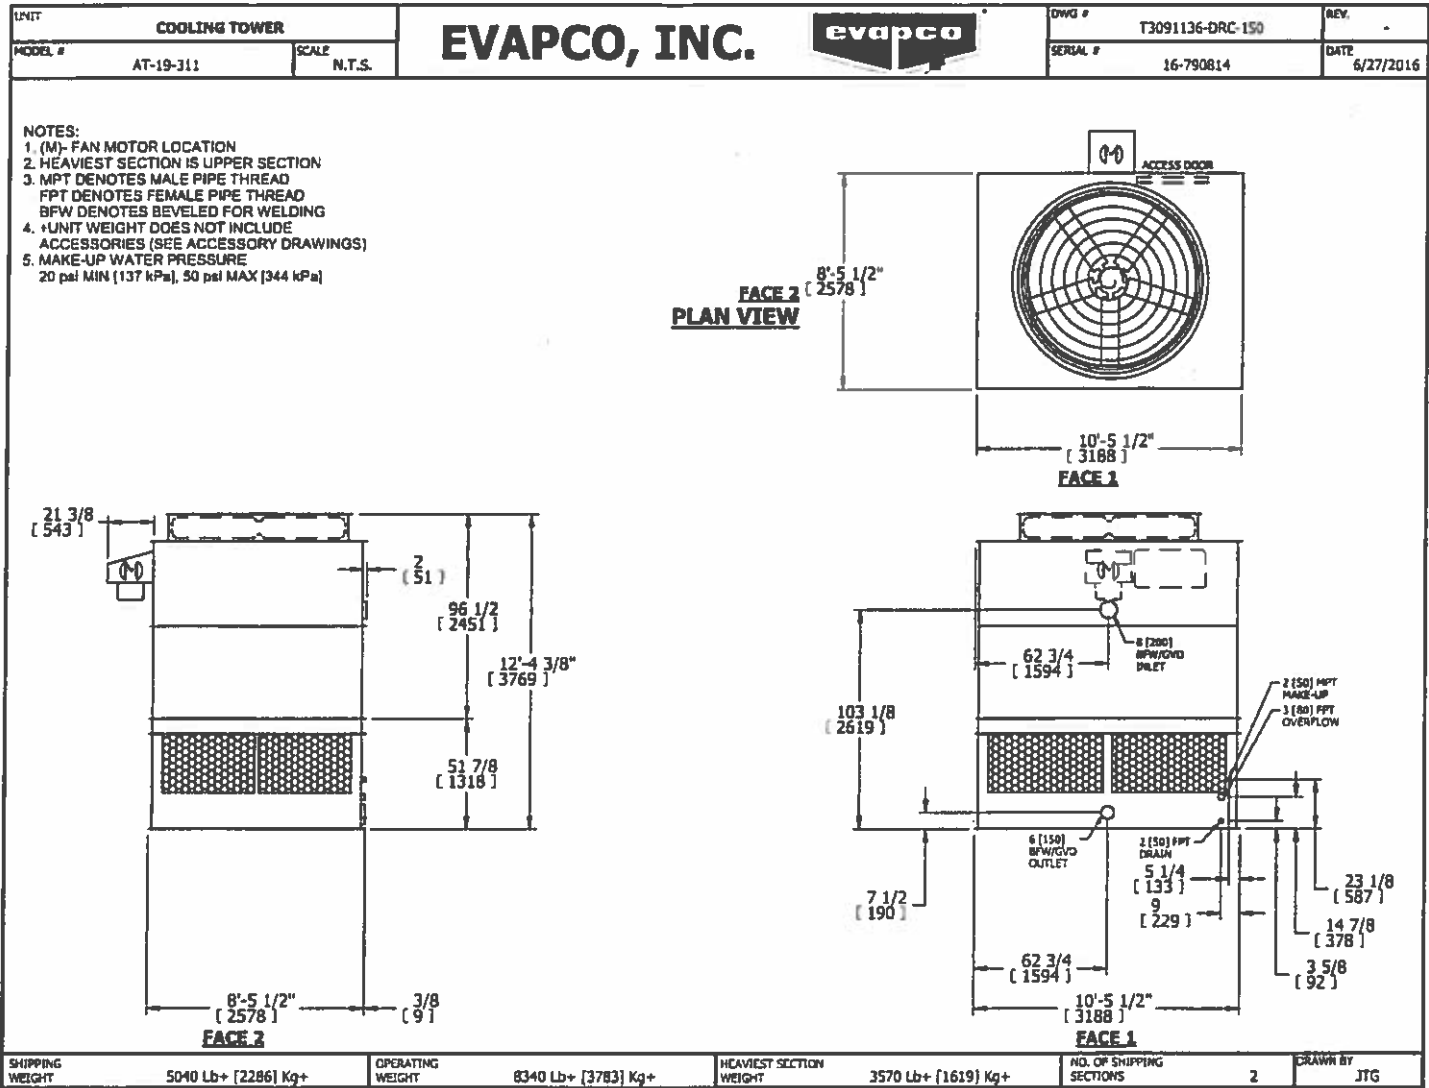 UNIT
COOLING TOWER
MODEL #
AT-19-311
SCALE
N.T.S.
EVAPCO, INC.
evapco
DWG #
T3091136-DRC-150
REV.
-
SERIAL #
16-790814
DATE
6/27/2016
NOTES:
1. (M)- FAN MOTOR LOCATION
2. HEAVIEST SECTION IS UPPER SECTION
3. MPT DENOTES MALE PIPE THREAD
FPT DENOTES FEMALE PIPE THREAD
BFW DENOTES BEVELED FOR WELDING
4. +UNIT WEIGHT DOES NOT INCLUDE
ACCESSORIES (SEE ACCESSORY DRAWINGS)
5. MAKE-UP WATER PRESSURE
20 psi MIN [137 kPa], 50 psi MAX [344 kPa]
(M)
ACCESS DOOR
8'-5 1/2"
[ 2578 ]
FACE 2
PLAN VIEW
10'-5 1/2"
[ 3188 ]
FACE 1
21 3/8
[ 543 ]
(M)
2
[ 51 ]
96 1/2
[ 2451 ]
12'-4 3/8"
[ 3769 ]
51 7/8
[ 1318 ]
8'-5 1/2"
[ 2578 ]
3/8
[ 9 ]
FACE 2
(M)
8 [200]
BFW/GVD
INLET
62 3/4
[ 1594 ]
103 1/8
[ 2619 ]
2 [50] MPT
MAKE-UP
3 [80] FPT
OVERFLOW
6 [150]
BFW/GVD
OUTLET
2 [50] FPT
DRAIN
5 1/4
[ 133 ]
9
[ 229 ]
7 1/2
[ 190 ]
23 1/8
[ 587 ]
14 7/8
[ 378 ]
3 5/8
[ 92 ]
62 3/4
[ 1594 ]
10'-5 1/2"
[ 3188 ]
FACE 1
SHIPPING
WEIGHT
5040 Lb+ [2286] Kg+
OPERATING
WEIGHT
8340 Lb+ [3783] Kg+
HEAVIEST SECTION
WEIGHT
3570 Lb+ [1619] Kg+
NO. OF SHIPPING
SECTIONS
2
DRAWN BY
JTG